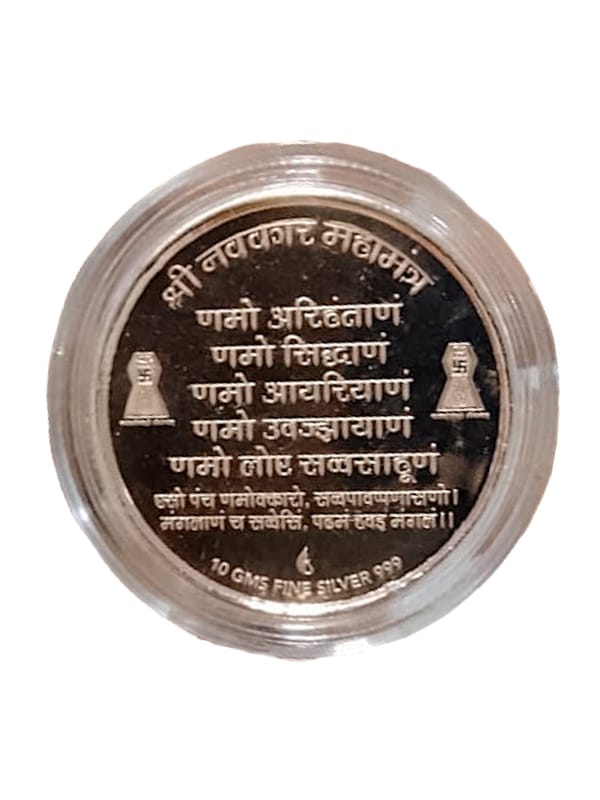 श्री नवकार महामंत्र
णमो अरिहंताणं
णमो सिद्धाणं
णमो आयरियाणं
णमो उवज्झायाणं
णमो लोए सव्वसाहूणं
एसो पंच णमोक्कारो, सव्वपावप्पणासणो।
मंगलाणं च सव्वेसिं, पढमं हवइ मंगलं।।
10 GMS FINE SILVER 999